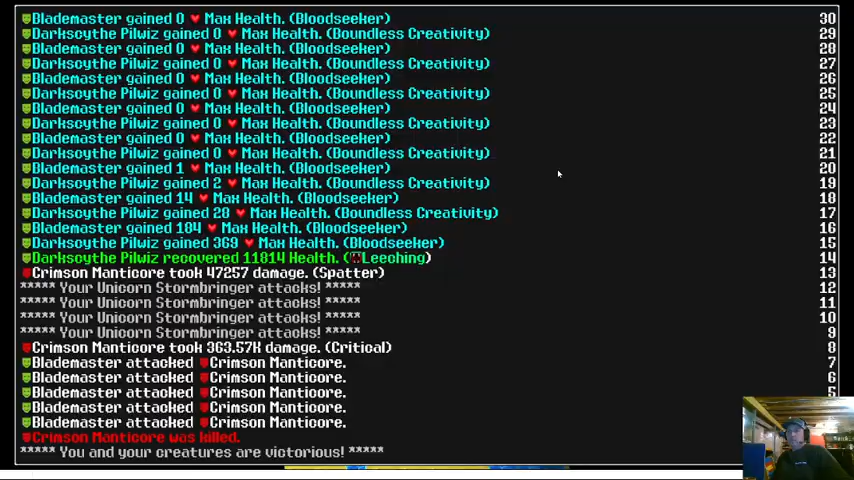 Blademaster gained 0 Max Health. (Bloodseeker) 30
Darkscythe Pilwiz gained 0 Max Health. (Boundless Creativity) 29
Blademaster gained 0 Max Health. (Bloodseeker) 28
Darkscythe Pilwiz gained 0 Max Health. (Boundless Creativity) 27
Blademaster gained 0 Max Health. (Bloodseeker) 26
Darkscythe Pilwiz gained 0 Max Health. (Boundless Creativity) 25
Blademaster gained 0 Max Health. (Bloodseeker) 24
Darkscythe Pilwiz gained 0 Max Health. (Boundless Creativity) 23
Blademaster gained 0 Max Health. (Bloodseeker) 22
Darkscythe Pilwiz gained 0 Max Health. (Boundless Creativity) 21
Blademaster gained 1 Max Health. (Bloodseeker) 20
Darkscythe Pilwiz gained 2 Max Health. (Boundless Creativity) 19
Blademaster gained 14 Max Health. (Bloodseeker) 18
Darkscythe Pilwiz gained 28 Max Health. (Boundless Creativity) 17
Blademaster gained 184 Max Health. (Bloodseeker) 16
Darkscythe Pilwiz gained 369 Max Health. (Bloodseeker) 15
Darkscythe Pilwiz recovered 11814 Health. (Leeching) 14
Crimson Manticore took 47257 damage. (Spatter) 13
***** Your Unicorn Stormbringer attacks! ***** 12
***** Your Unicorn Stormbringer attacks! ***** 11
***** Your Unicorn Stormbringer attacks! ***** 10
***** Your Unicorn Stormbringer attacks! ***** 9
Crimson Manticore took 363.57K damage. (Critical) 8
Blademaster attacked Crimson Manticore. 7
Blademaster attacked Crimson Manticore. 6
Blademaster attacked Crimson Manticore. 5
Blademaster attacked Crimson Manticore.
Blademaster attacked Crimson Manticore.
Crimson Manticore was killed.
***** You and your creatures are victorious! *****